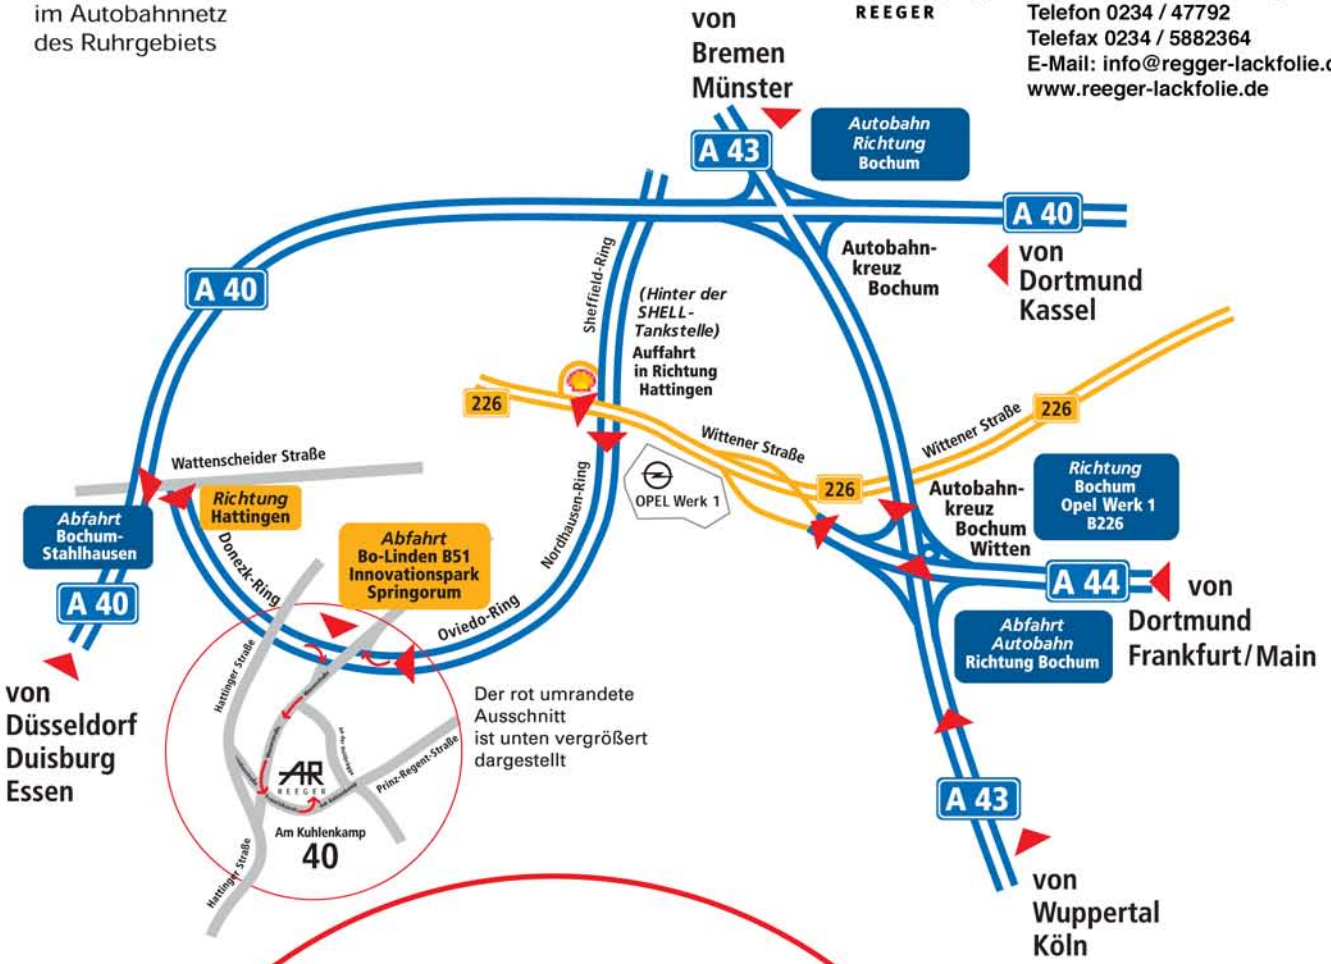 im Autobahnnetz
des Ruhrgebiets
REEGER
Telefon 0234 / 47792
Telefax 0234 / 5882364
E-Mail: info@regger-lackfolie.
www.reeger-lackfolie.de
von
Bremen
Münster
A 43
Autobahn
Richtung
Bochum
A 40
von
Dortmund
Kassel
Autobahn-
kreuz
Bochum
A 40
Sheffield-Ring
(Hinter der
SHELL-
Tankstelle)
Auffahrt
in Richtung
Hattingen
226
Wittener Straße
226
Wittener Straße
226
OPEL Werk 1
Nordhausen-Ring
Wattenscheider Straße
Richtung
Hattingen
Abfahrt
Bochum-
Stahlhausen
A 40
Donezk-Ring
Abfahrt
Bo-Linden B51
Innovationspark
Springorum
Oviedo-Ring
Autobahn-
kreuz
Bochum
Witten
Richtung
Bochum
Opel Werk 1
B226
A 44
von
Dortmund
Frankfurt/Main
Abfahrt
Autobahn
Richtung Bochum
von
Düsseldorf
Duisburg
Essen
Hattinger Straße
Prinz-Regent-Straße
AR
REEGER
Am Kuhlenkamp
40
Hattinger Straße
Der rot umrandete
Ausschnitt
ist unten vergrößert
dargestellt
A 43
von
Wuppertal
Köln